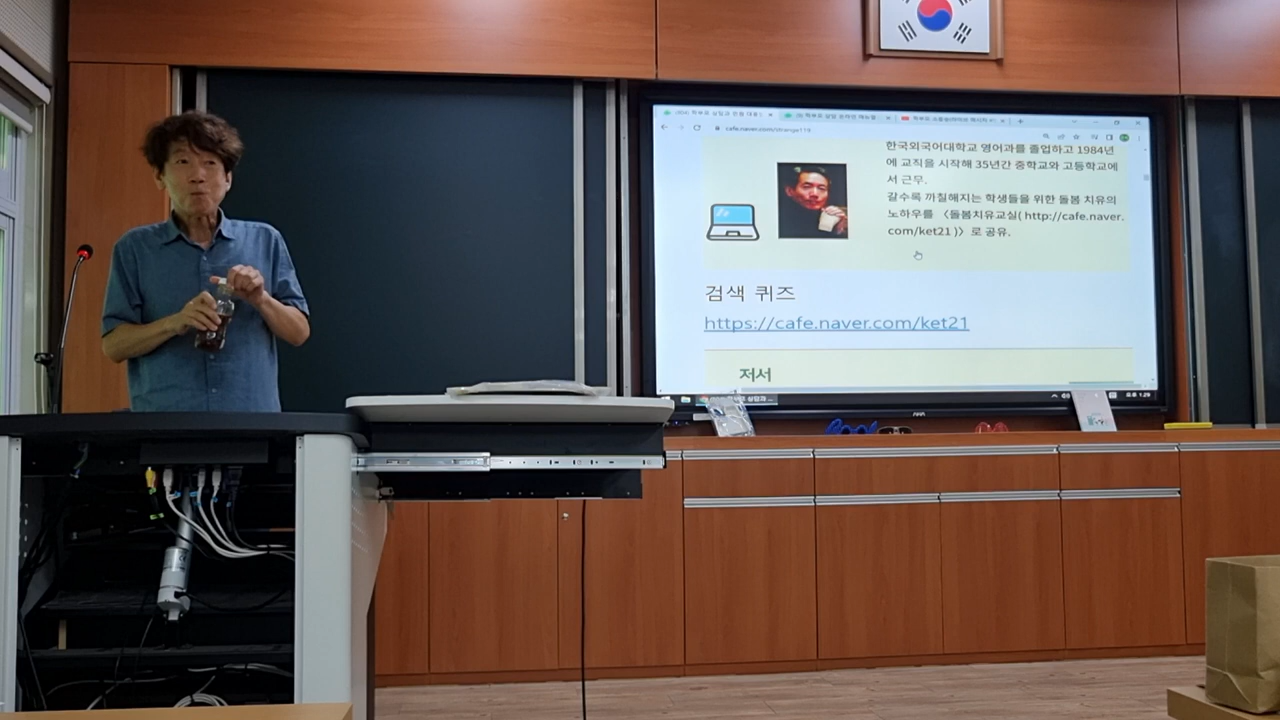 cafe.naver.com/strange119
한국외국어대학교 영어과를 졸업하고 1984년
에 교직을 시작해 35년간 중학교와 고등학교에
서 근무.
갈수록 까칠해지는 학생들을 위한 돌봄 치유의
노하우를 〈돌봄치유교실( http://cafe.naver.
com/ket21 )〉로 공유.
검색 퀴즈
https://cafe.naver.com/ket21
저서
오후 1:29